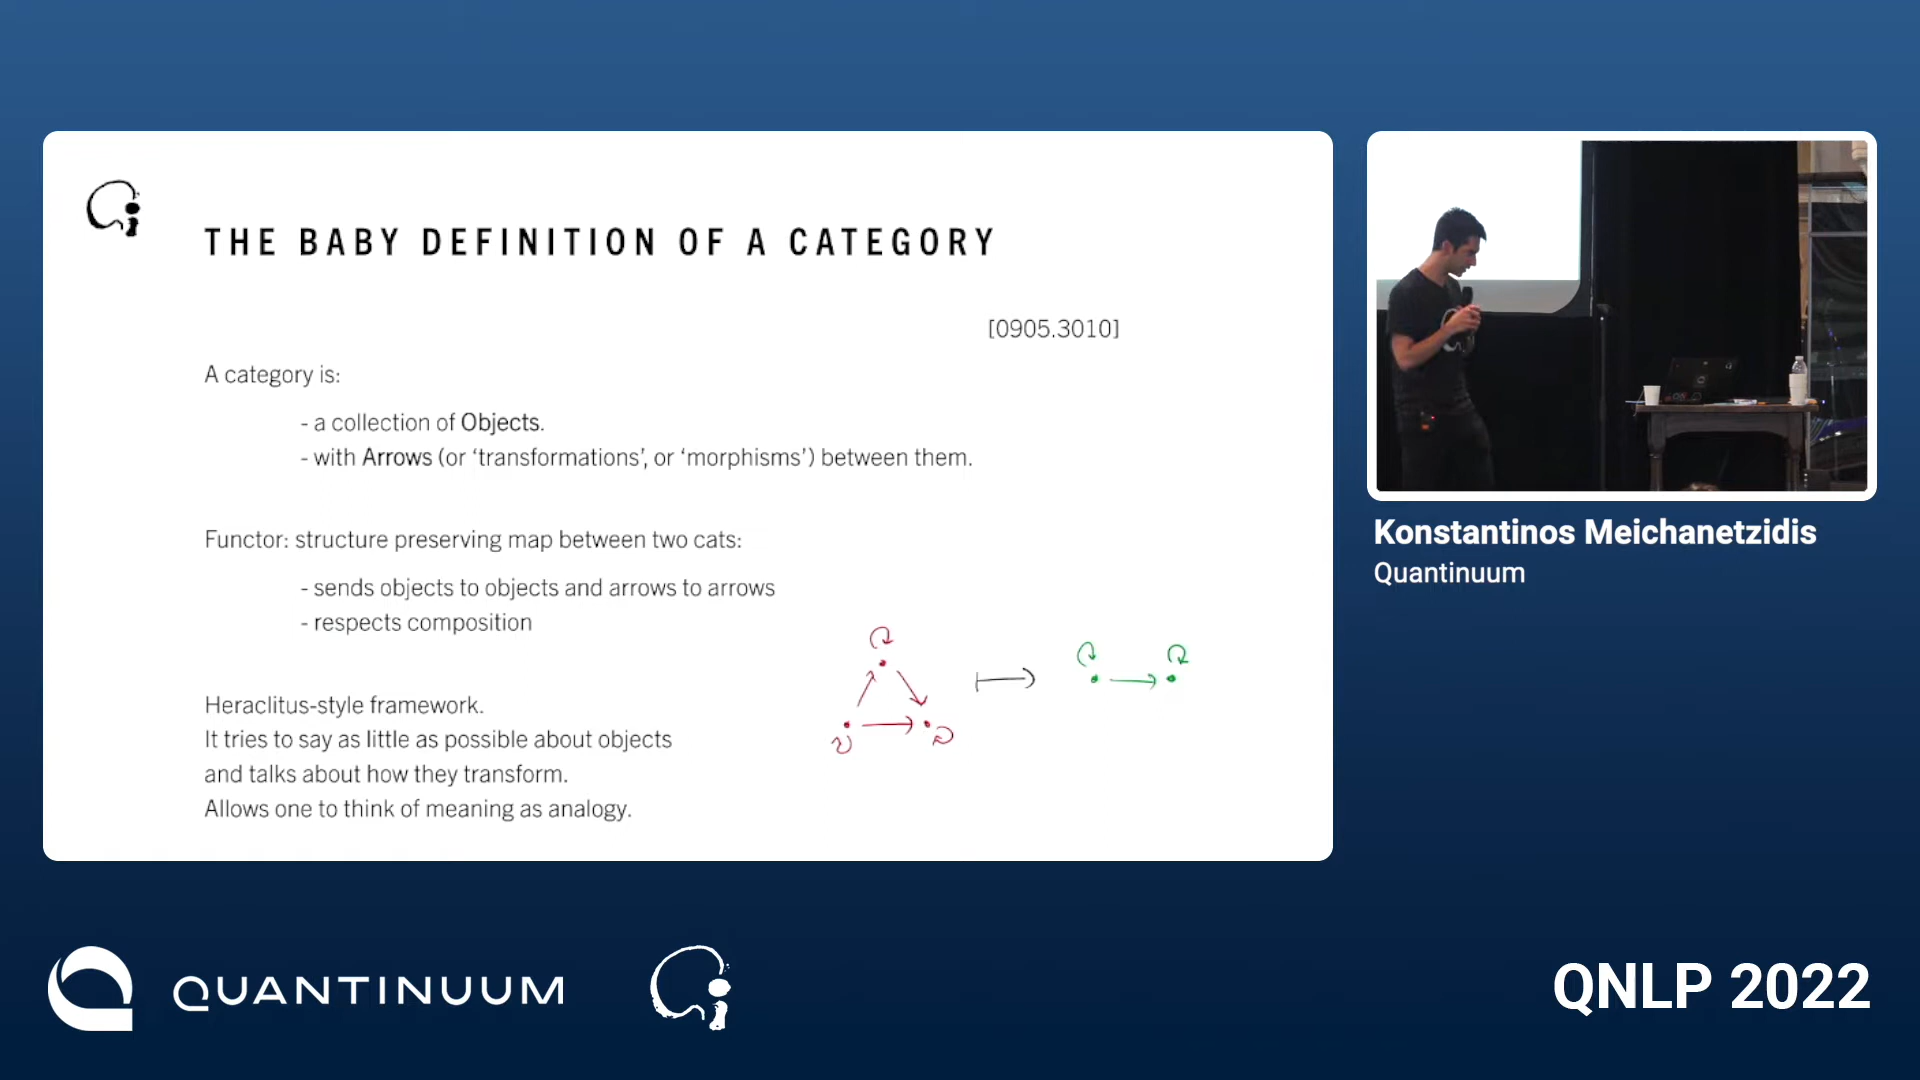 THE BABY DEFINITION OF A CATEGORY
[0905.3010]
A category is:
- a collection of Objects.
- with Arrows (or ‘transformations’, or ‘morphisms’) between them.
Functor: structure preserving map between two cats:
- sends objects to objects and arrows to arrows
- respects composition
Heraclitus-style framework.
It tries to say as little as possible about objects
and talks about how they transform.
Allows one to think of meaning as analogy.
Konstantinos Meichanetzidis
Quantinuum
QUANTINUUM
QNLP 2022